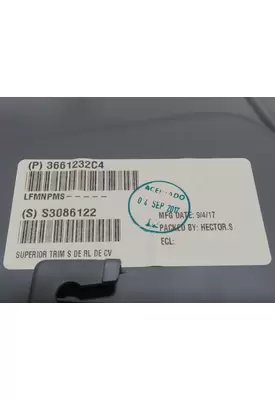 (P) 3661232C4
LFMNPMS-----
(S) S3086122
SUPERIOR TRIM S DE RL DE CV
ACEPTADO
04 SEP 2017
MFG DATE: 9/4/17
PACKED BY: HECTOR.S
ECL: